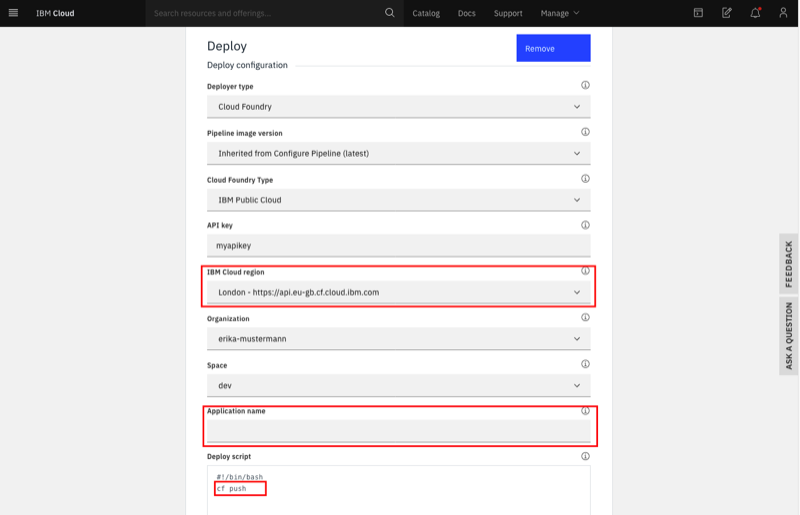 IBM Cloud
Search resources and offerings...
Catalog
Docs
Support
Manage
Deploy
Remove
Deploy configuration
Deployer type
Cloud Foundry
Pipeline image version
Inherited from Configure Pipeline (latest)
Cloud Foundry Type
IBM Public Cloud
API key
myapikey
IBM Cloud region
London - https://api.eu-gb.cf.cloud.ibm.com
Organization
erika-mustermann
Space
dev
Application name
Deploy script
#!/bin/bash
cf push
FEEDBACK
ASK A QUESTION